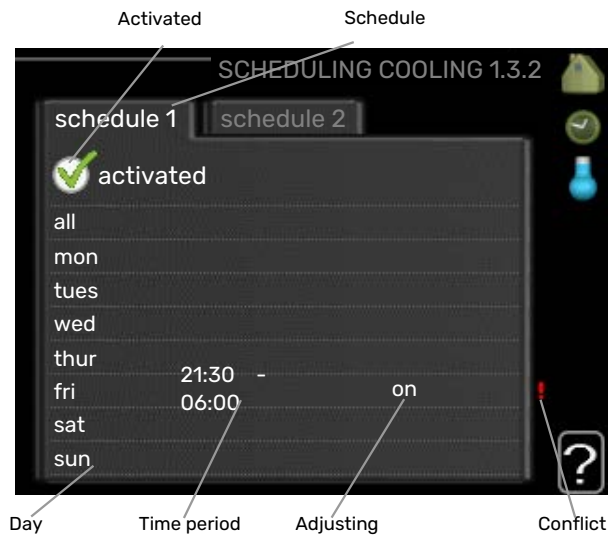 Activated Schedule
SCHEDULING COOLING 1.3.2
schedule 1 schedule 2
activated
all
mon
tues
wed
thur
fri 21:30 - 06:00 on !
sat
sun
?
Day Time period Adjusting Conflict